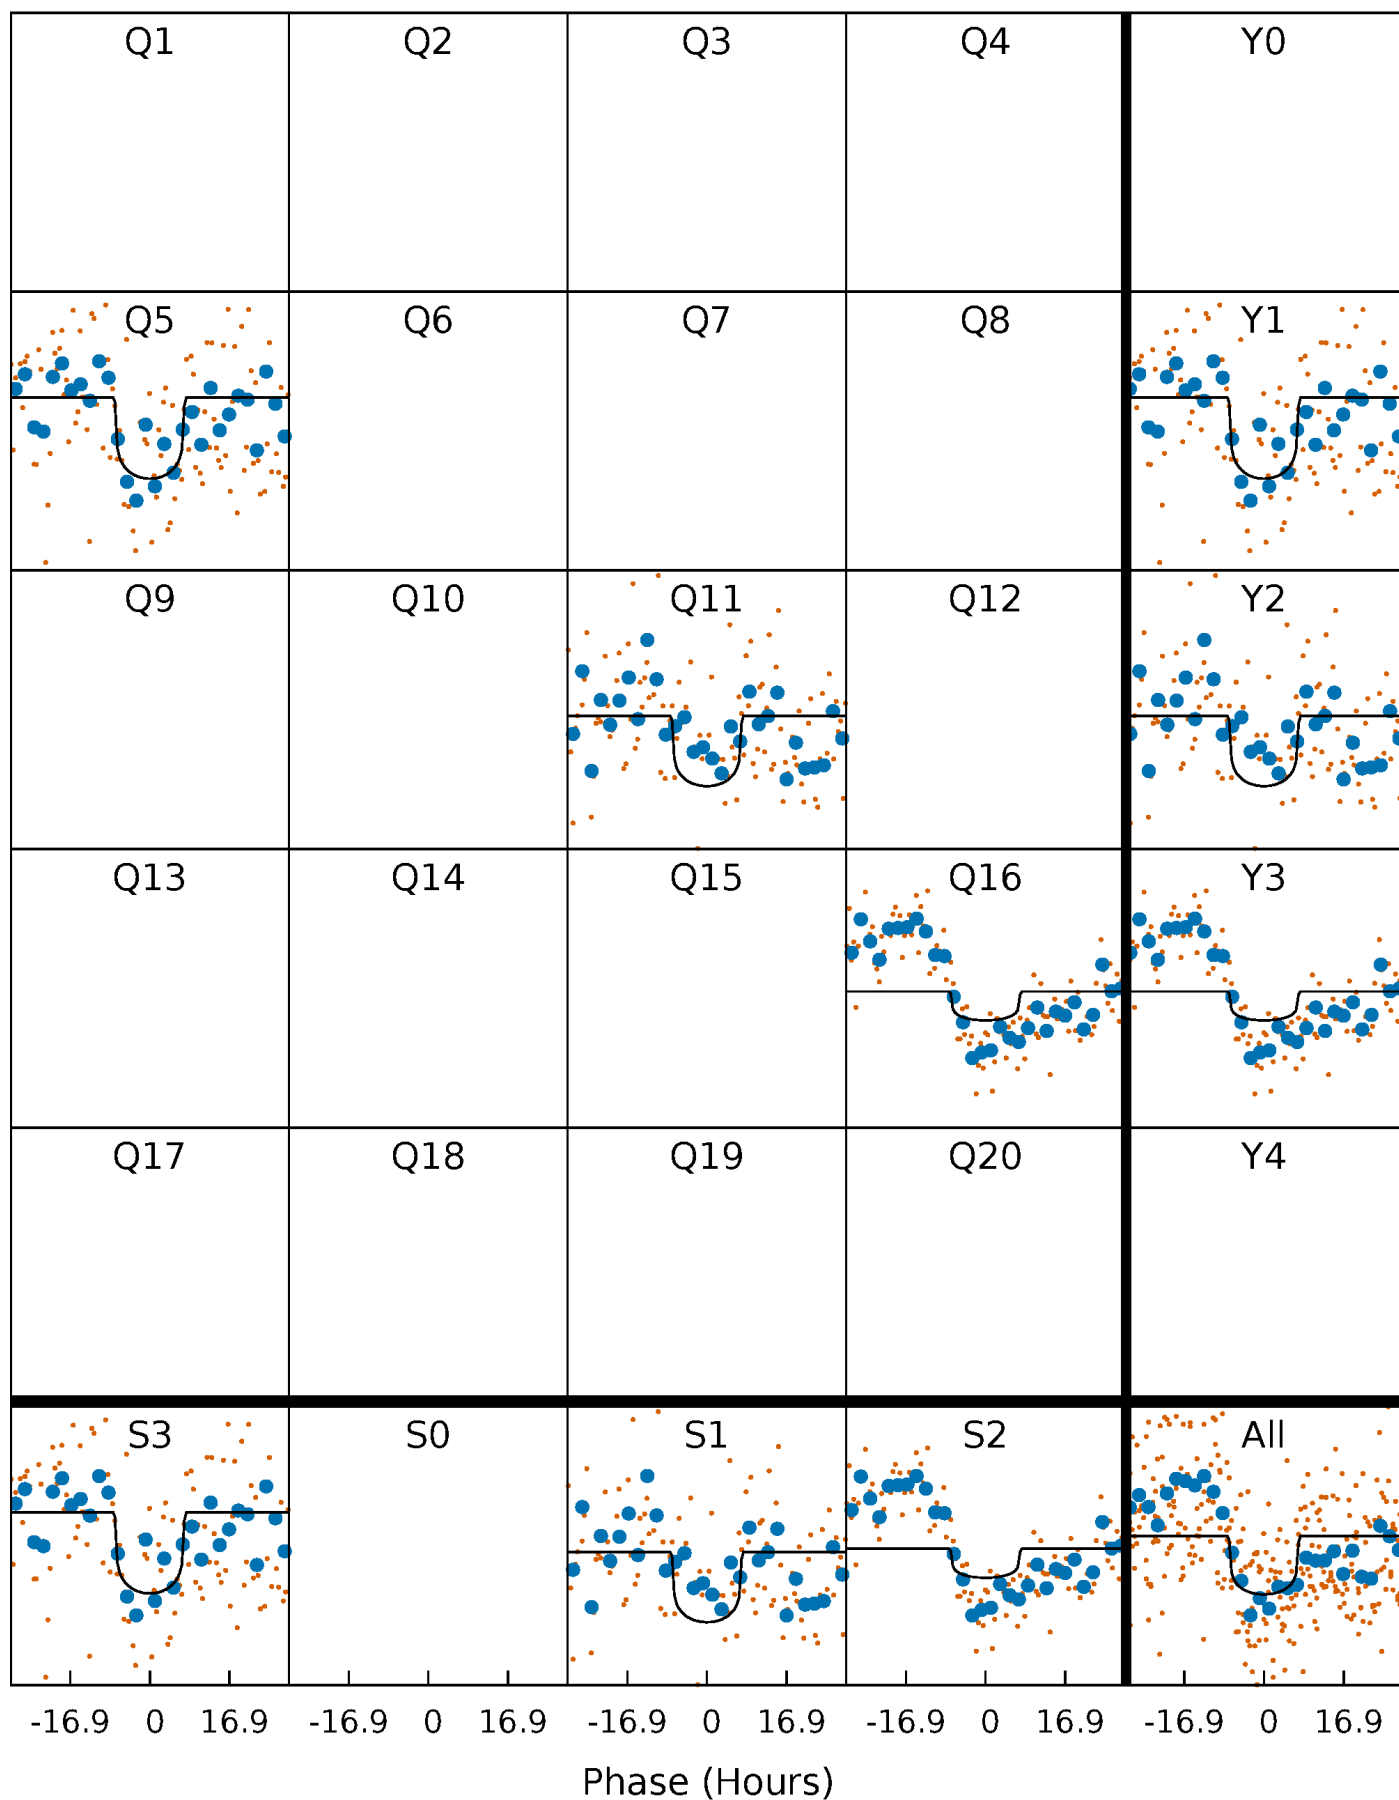 Q1 Q2 Q3 Q4 Y0
Q5 Q6 Q7 Q8 Y1
Q9 Q10 Q11 Q12 Y2
Q13 Q14 Q15 Q16 Y3
Q17 Q18 Q19 Q20 Y4
S3 S0 S1 S2 All
-16.9 0 16.9 -16.9 0 16.9 -16.9 0 16.9 -16.9 0 16.9 -16.9 0 16.9
Phase (Hours)